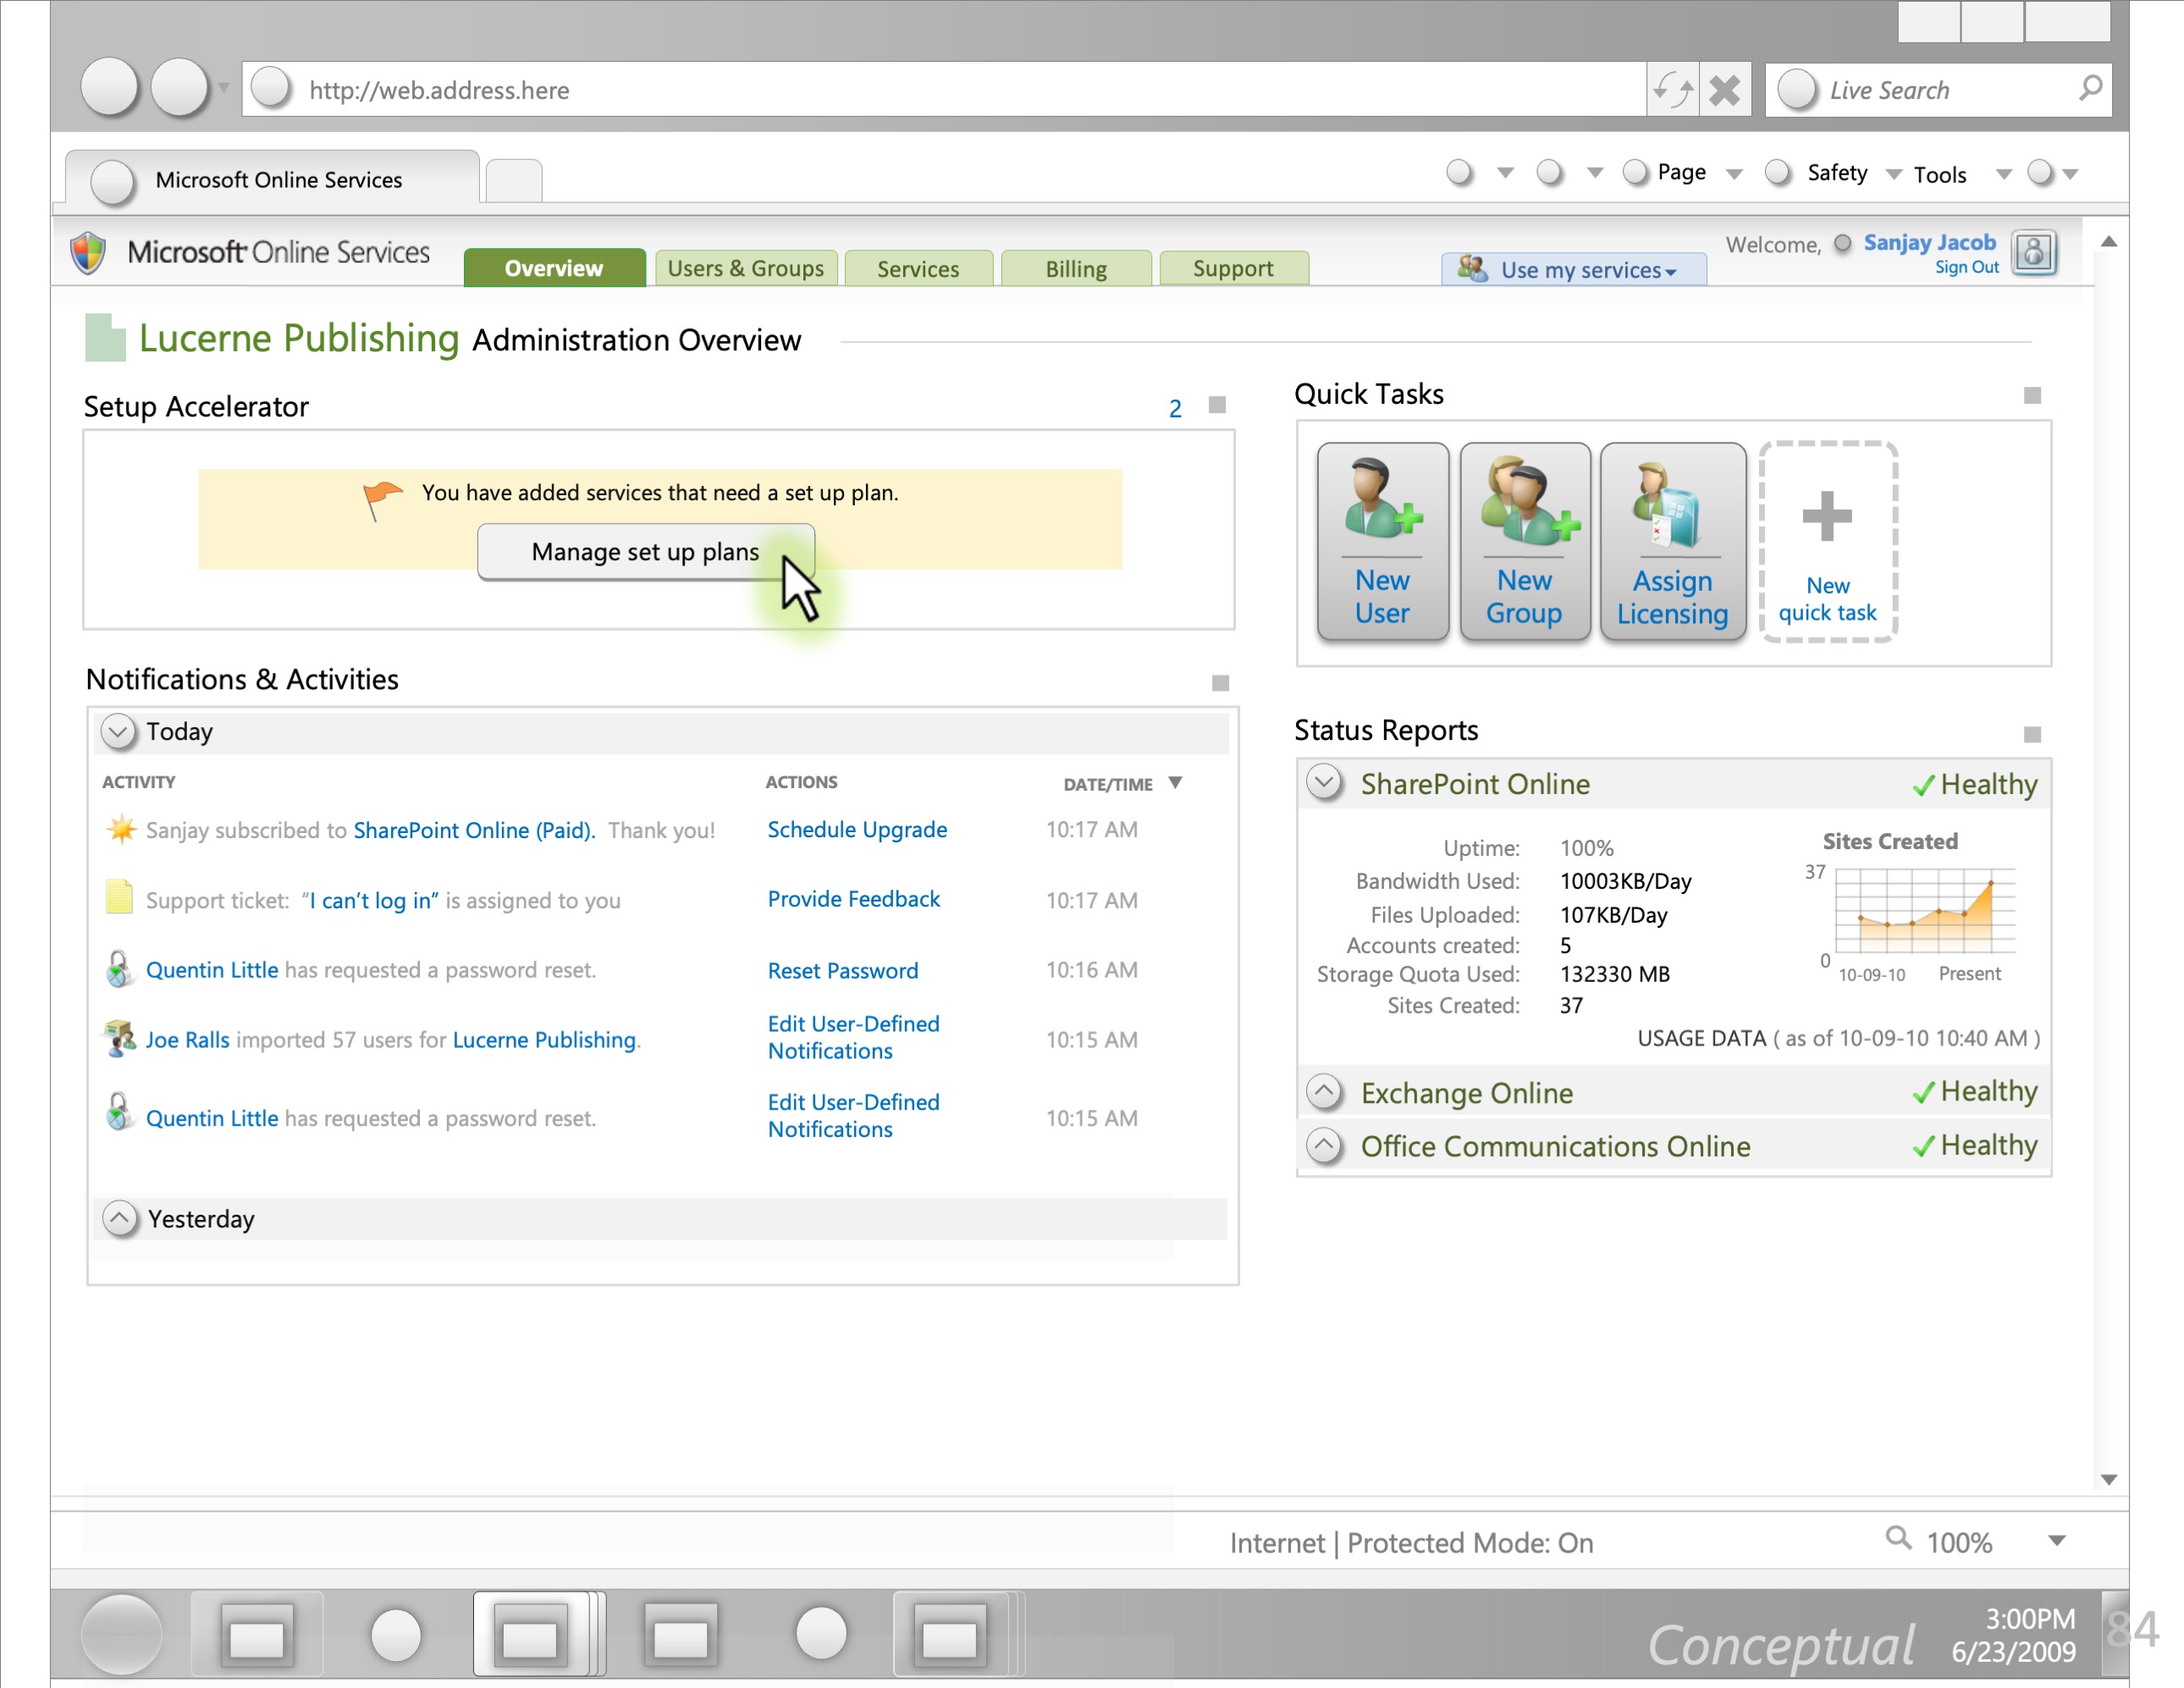 http://web.address.here
Live Search
Microsoft Online Services
Page
Safety
Tools
Microsoft Online Services
Overview
Users & Groups
Services
Billing
Support
Use my services
Welcome, Sanjay Jacob
Sign Out
Lucerne Publishing Administration Overview
Setup Accelerator
2
You have added services that need a set up plan.
Manage set up plans
Quick Tasks
New
User
New
Group
Assign
Licensing
New
quick task
Notifications & Activities
Today
ACTIVITY ACTIONS DATE/TIME
Sanjay subscribed to SharePoint Online (Paid). Thank you! Schedule Upgrade 10:17 AM
Support ticket: “I can’t log in” is assigned to you Provide Feedback 10:17 AM
Quentin Little has requested a password reset. Reset Password 10:16 AM
Joe Ralls imported 57 users for Lucerne Publishing. Edit User-Defined
Notifications 10:15 AM
Quentin Little has requested a password reset. Edit User-Defined
Notifications 10:15 AM
Yesterday
Status Reports
SharePoint Online Healthy
Uptime: 100%
Bandwidth Used: 10003KB/Day
Files Uploaded: 107KB/Day
Accounts created: 5
Storage Quota Used: 132330 MB
Sites Created: 37
Sites Created
37
0
10-09-10 Present
USAGE DATA ( as of 10-09-10 10:40 AM )
Exchange Online Healthy
Office Communications Online Healthy
Internet | Protected Mode: On
100%
Conceptual
3:00PM
6/23/2009
84